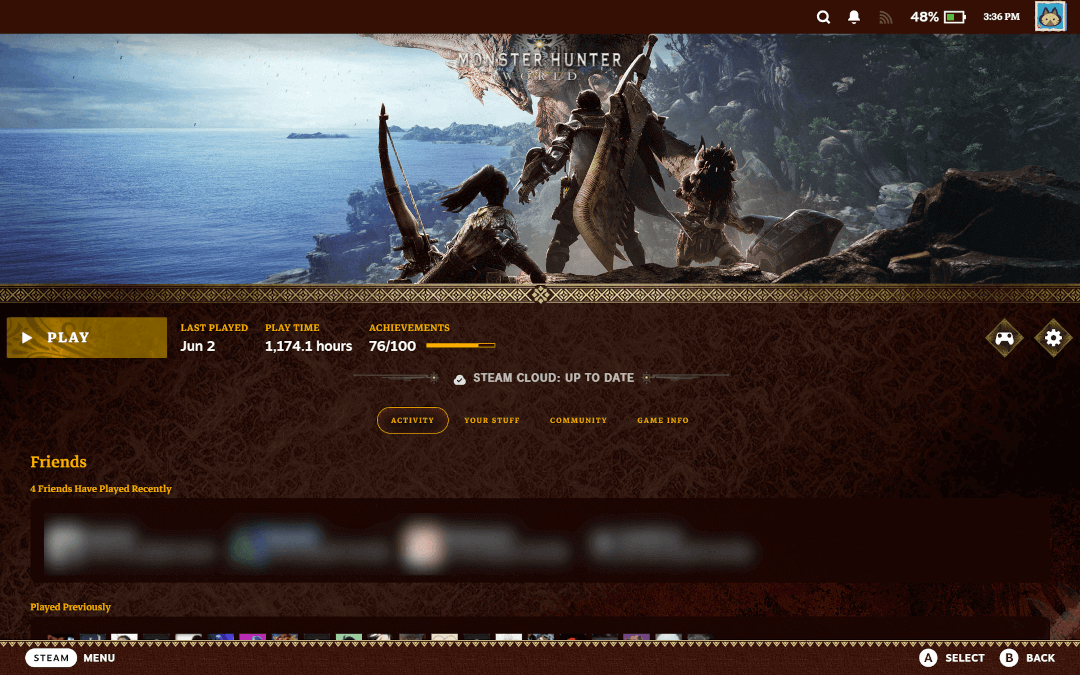 48%
3:36 PM
MONSTER HUNTER
WORLD
PLAY
LAST PLAYED
Jun 2
PLAY TIME
1,174.1 hours
ACHIEVEMENTS
76/100
STEAM CLOUD: UP TO DATE
ACTIVITY
YOUR STUFF
COMMUNITY
GAME INFO
Friends
4 Friends Have Played Recently
Played Previously
STEAM
MENU
A
SELECT
B
BACK